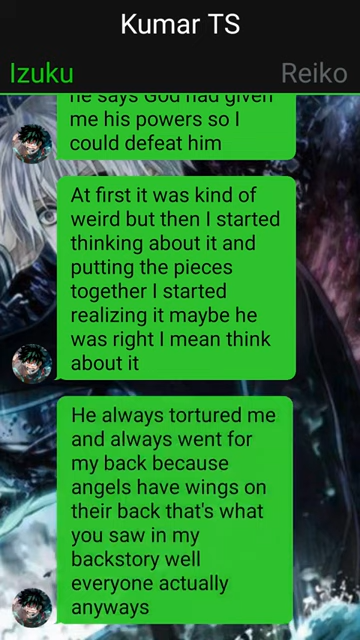 Kumar TS
Izuku
Reiko
he says God had given
me his powers so I
could defeat him
At first it was kind of
weird but then I started
thinking about it and
putting the pieces
together I started
realizing it maybe he
was right I mean think
about it
He always tortured me
and always went for
my back because
angels have wings on
their back that's what
you saw in my
backstory well
everyone actually
anyways